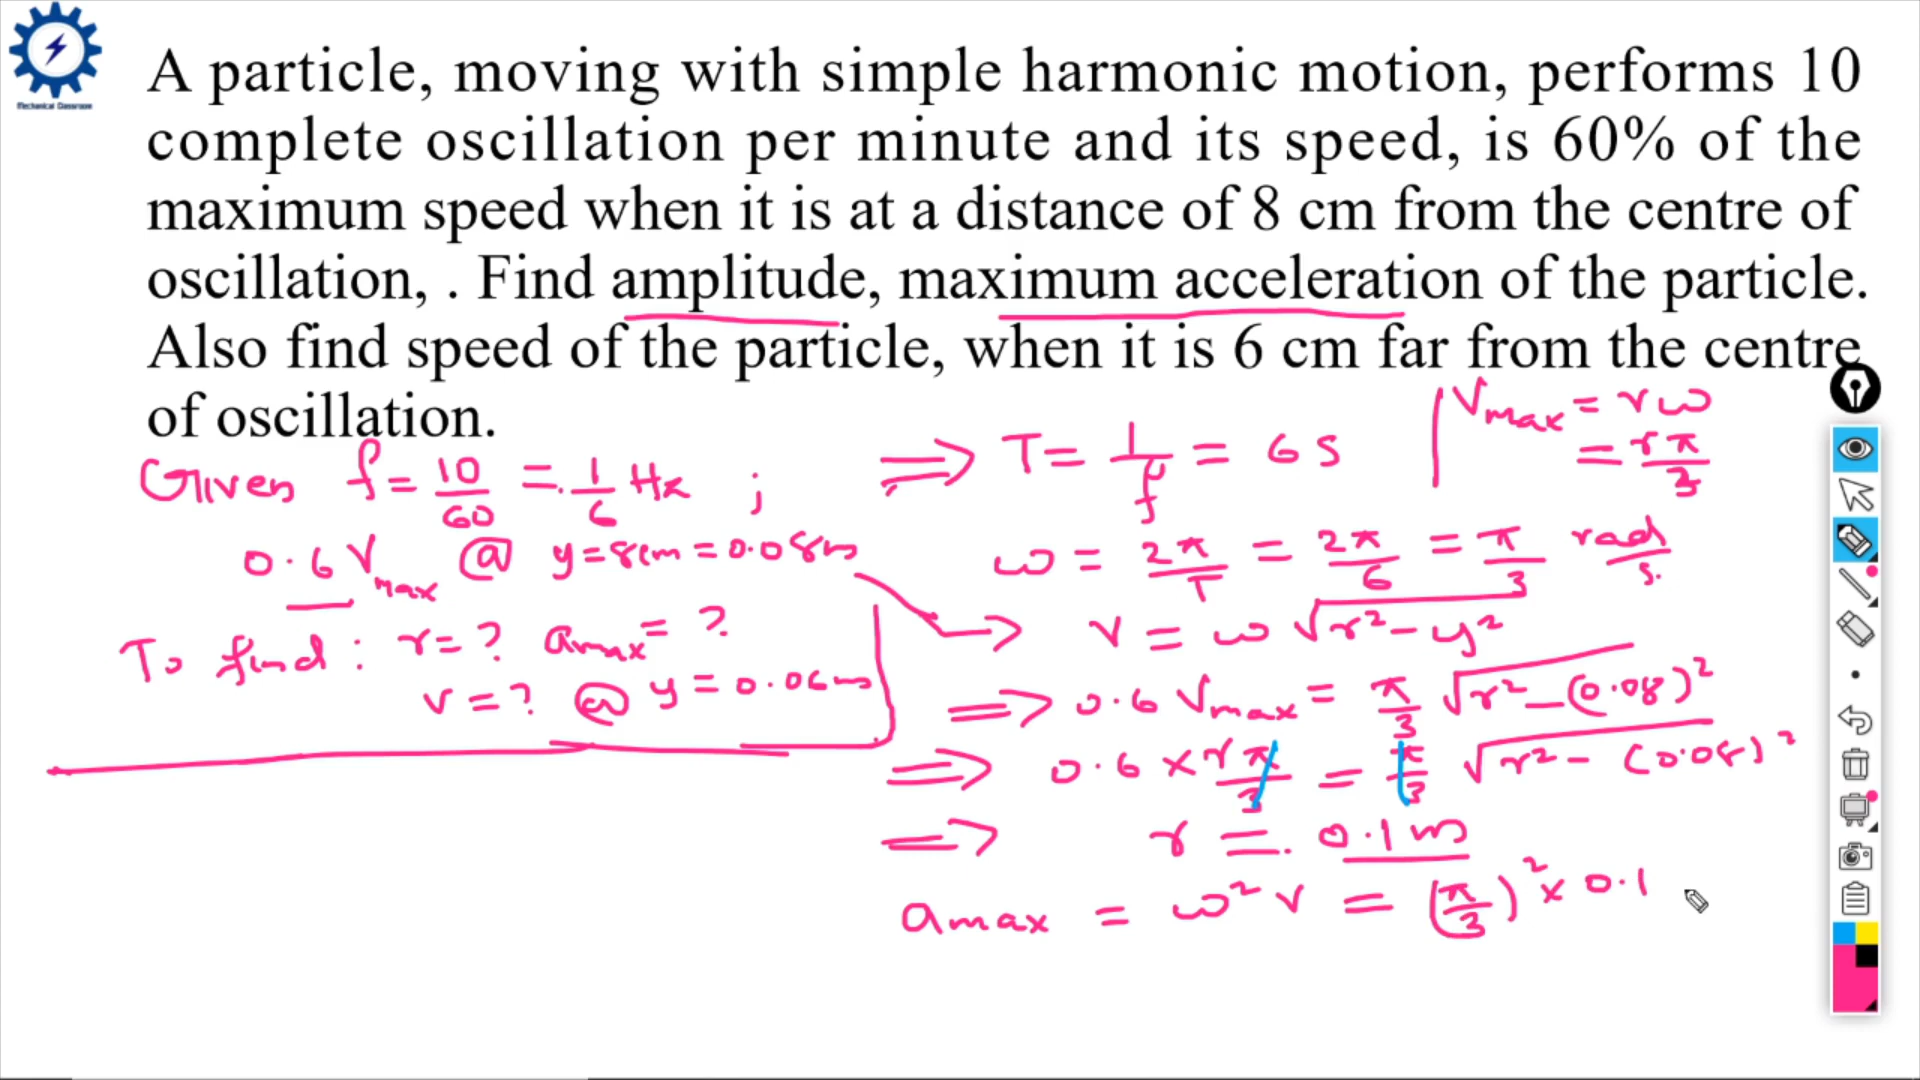 Mechanical Classroom
A particle, moving with simple harmonic motion, performs 10
complete oscillation per minute and its speed, is 60% of the
maximum speed when it is at a distance of 8 cm from the centre of
oscillation, . Find amplitude, maximum acceleration of the particle.
Also find speed of the particle, when it is 6 cm far from the centre
of oscillation.
Given f = 10/60 = 1/6 Hz ;
0.6 Vmax @ y = 8cm = 0.08m
To find : r = ? amax = ?
v = ? @ y = 0.06m
⇒ T = 1/f = 6 S
Vmax = rω
= rπ/3
ω = 2π/T = 2π/6 = π/3 rad/s.
→ v = ω √r² - y²
⇒ 0.6 Vmax = π/3 √r² - (0.08)²
⇒ 0.6 × rπ/3 = π/3 √r² - (0.08)²
⇒ r = 0.1 m
amax = ω² r = (π/3)² × 0.1